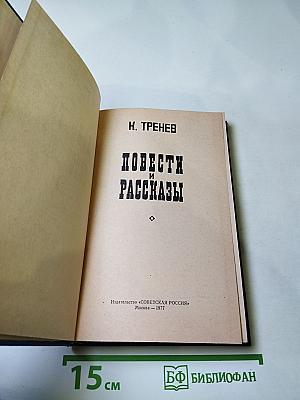 К. ТРЕНЕВ
ПОВЕСТИ
И
РАССКАЗЫ
Издательство «СОВЕТСКАЯ РОССИЯ»
Москва — 1977
15 см
БФ БИБЛИОФАН